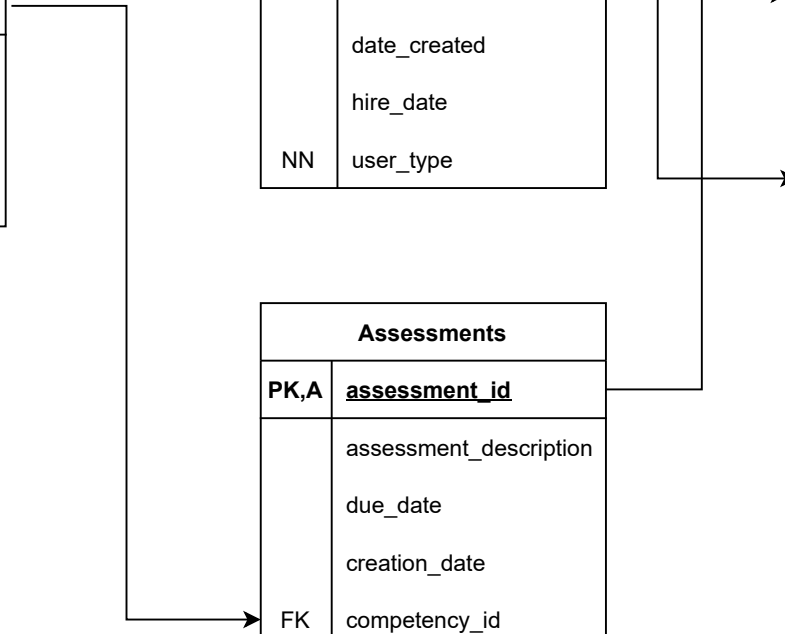 date_created
hire_date
NN user_type
Assessments
PK,A assessment_id
assessment_description
due_date
creation_date
FK competency_id